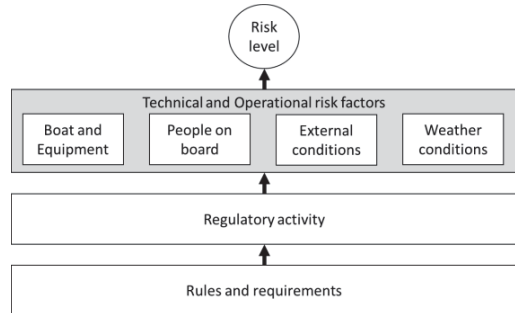 Risk
level
Technical and Operational risk factors
Boat and
Equipment
People on
board
External
conditions
Weather
conditions
Regulatory activity
Rules and requirements